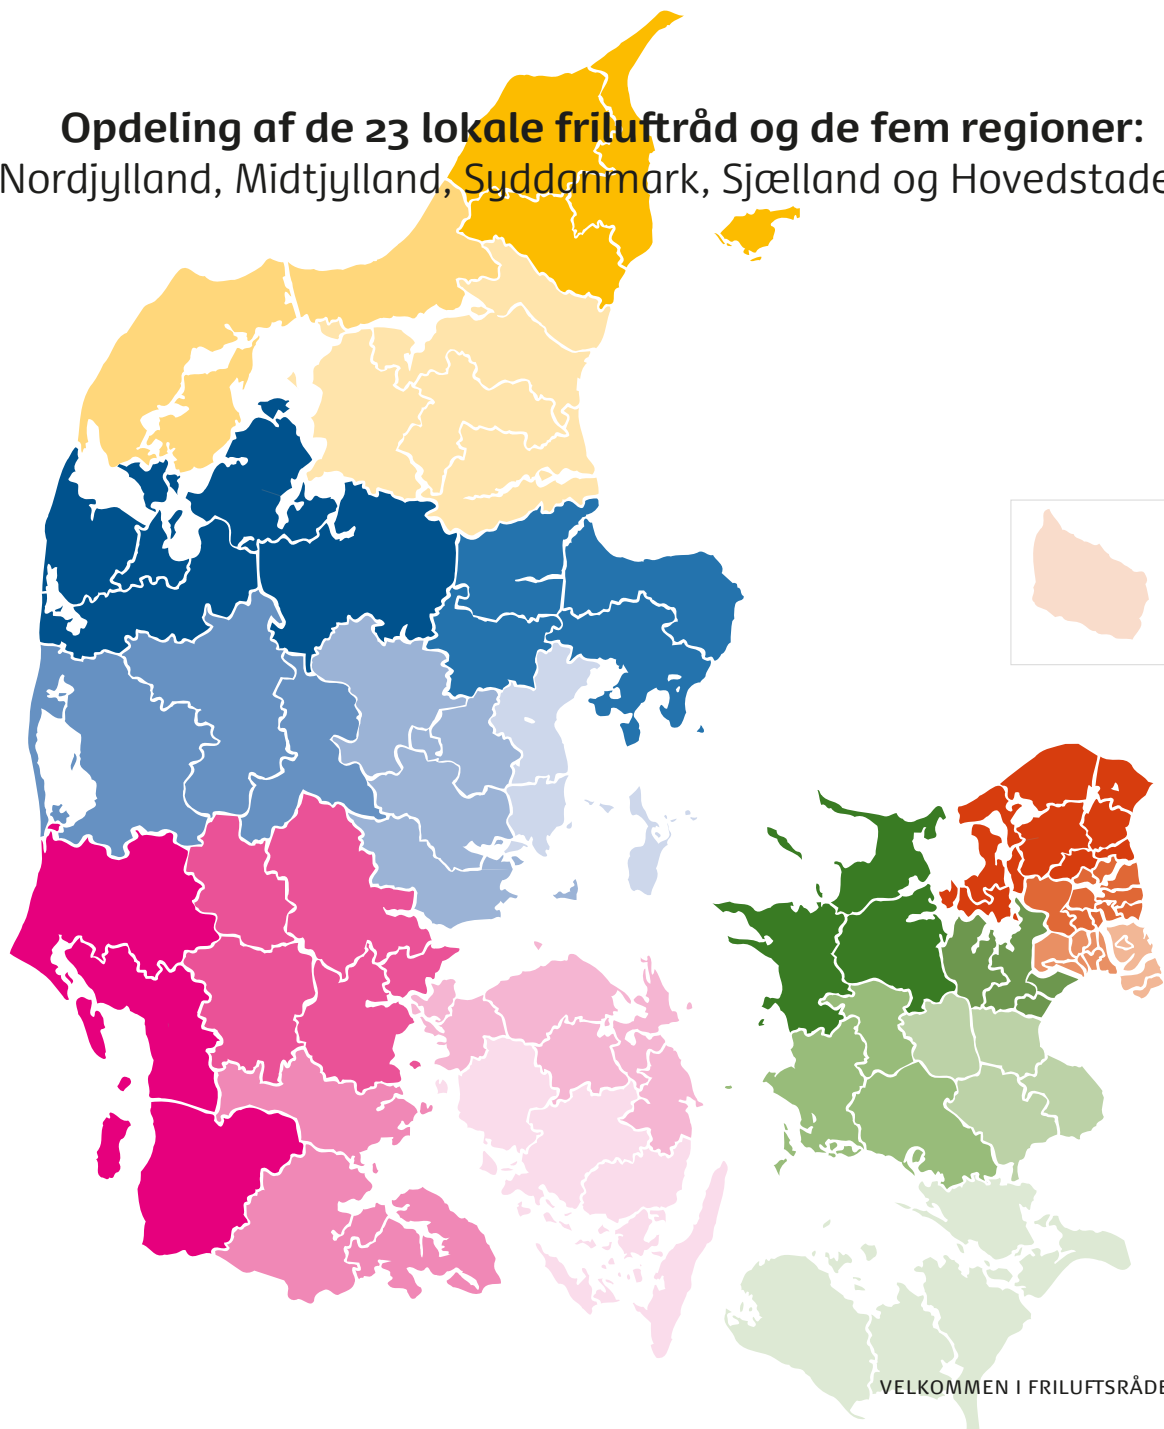 Opdeling af de 23 lokale friluftråd og de fem regioner:
Nordjylland, Midtjylland, Syddanmark, Sjælland og Hovedstade
VELKOMMEN I FRILUFTSRÅDE